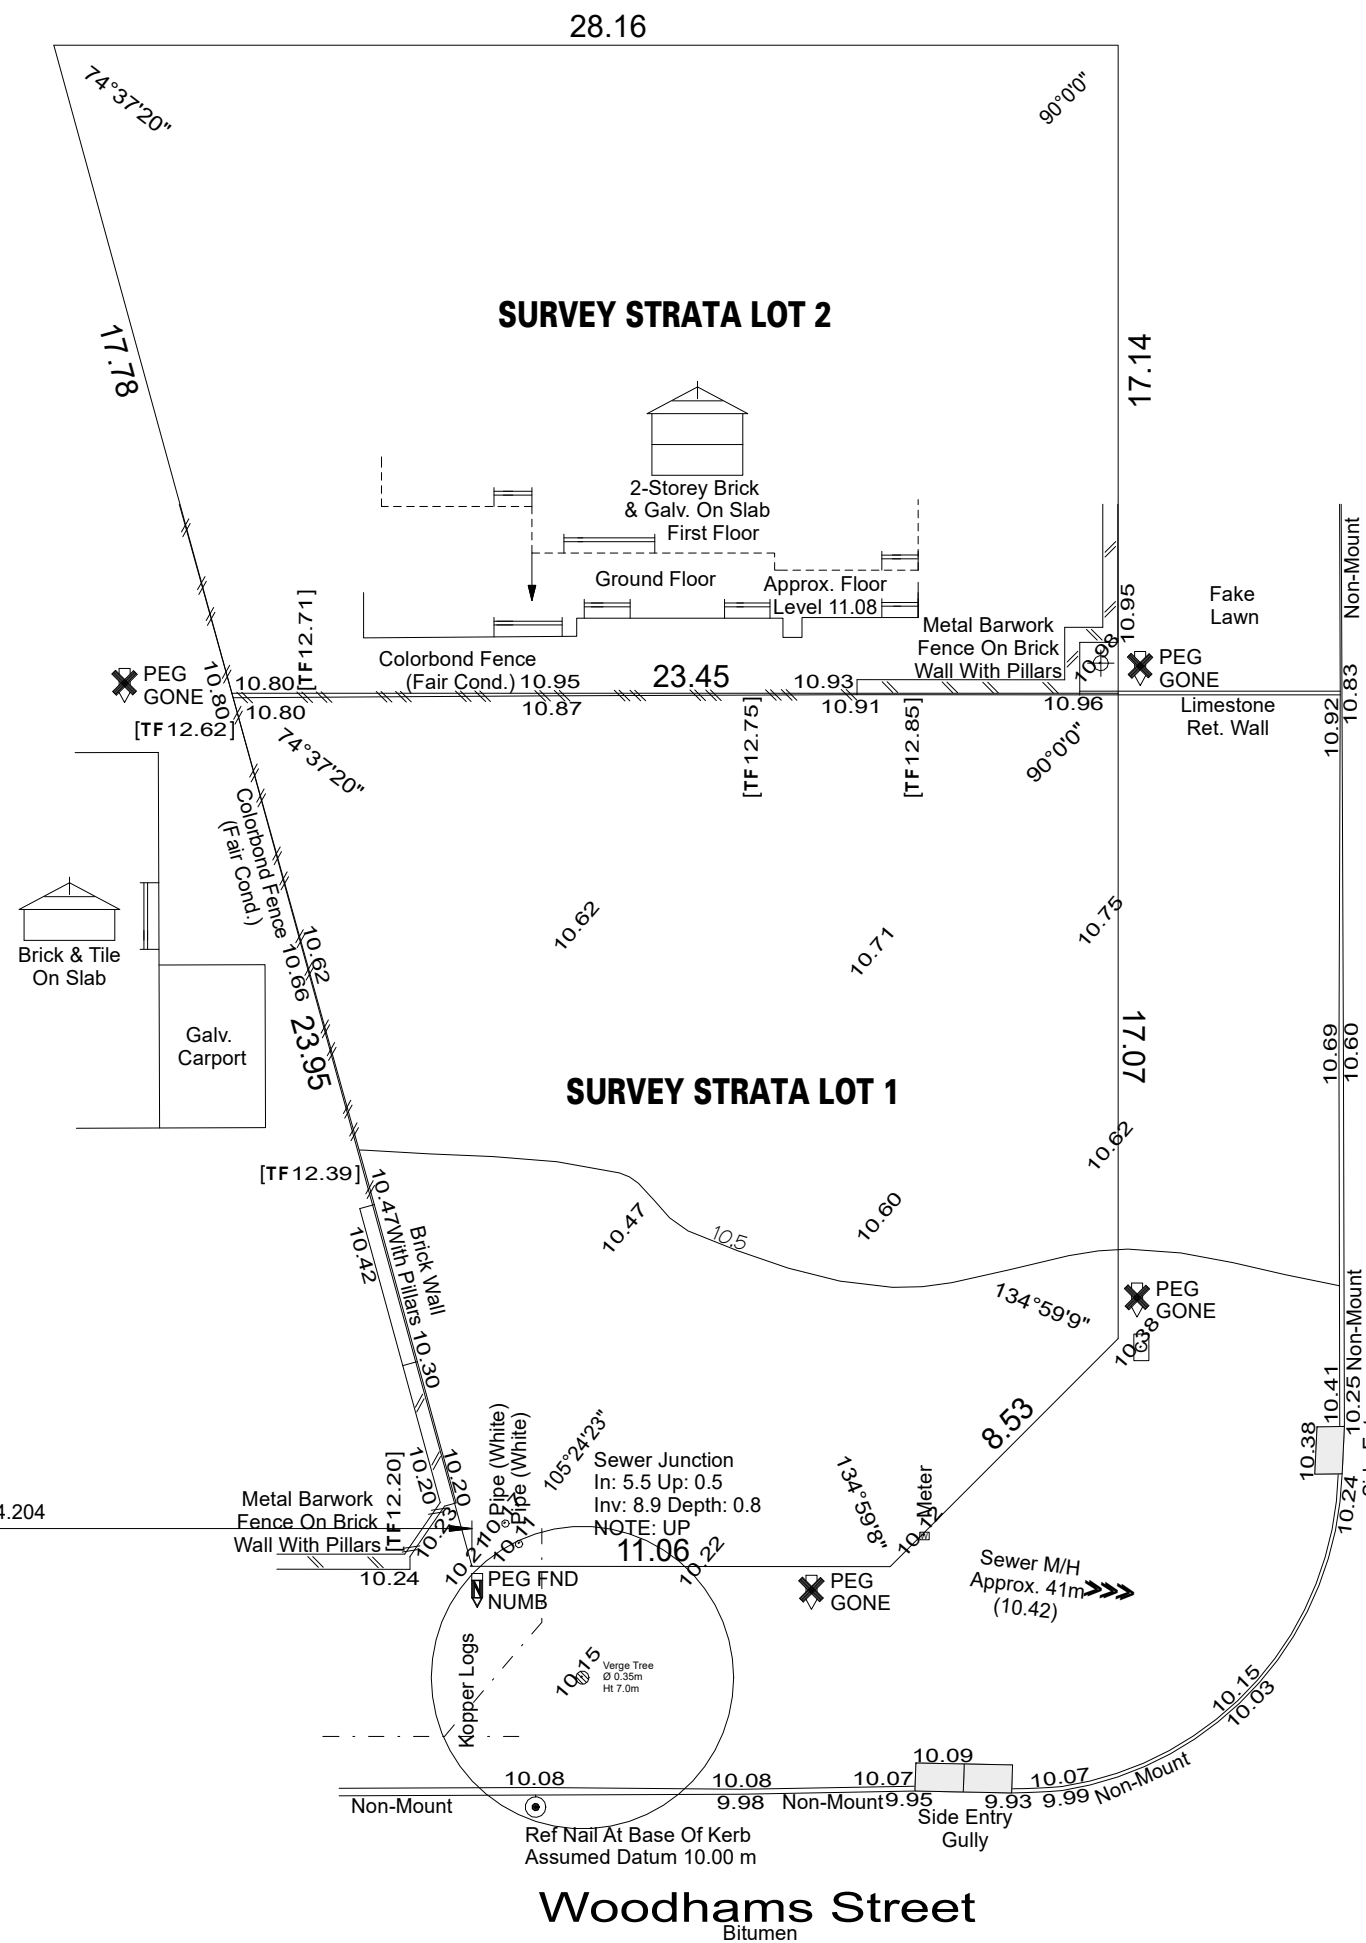 28.16
74°37'20"
90°0'0"
SURVEY STRATA LOT 2
17.78
17.14
2-Storey Brick
& Galv. On Slab
First Floor
Ground Floor
Approx. Floor
Level 11.08
Non-Mount
Fake
Lawn
10.95
10.98
Metal Barwork
Fence On Brick
Wall With Pillars
[TF12.71]
Colorbond Fence
(Fair Cond.)
PEG
GONE
10.80
10.80
10.95
23.45
10.93
PEG
GONE
10.80
10.87
10.91
10.96
Limestone
Ret. Wall
10.92
10.83
[TF12.62]
74°37'20"
[TF12.75]
[TF12.85]
90°0'0"
Colorbond Fence
(Fair Cond.)
Brick & Tile
On Slab
10.62
10.71
10.75
10.62
10.66
Galv.
Carport
23.95
17.07
10.69
10.60
SURVEY STRATA LOT 1
10.62
[TF12.39]
10.47
10.42
Brick Wall
With Pillars
10.47
10.60
10.5
10.30
134°59'9"
PEG
GONE
10.38
Non-Mount
10.41
10.25
10.38
10.24
8.53
Pipe (White)
Pipe (White)
105°24'23"
Sewer Junction
In: 5.5 Up: 0.5
Inv: 8.9 Depth: 0.8
NOTE: UP
134°59'8"
Meter
10.12
4.204
Metal Barwork
Fence On Brick
Wall With Pillars
[TF12.20]
10.20
10.20
10.23
10.24
10.21
10.11
11.06
10.22
PEG FND
NUMB
PEG
GONE
Sewer M/H
Approx. 41m
(10.42)
Kopper Logs
10.15
Verge Tree
Ø 0.35m
Ht 7.0m
10.15
10.03
10.08
10.08
10.07
10.09
10.07
Non-Mount
9.98
Non-Mount
9.95
9.93
9.99
Non-Mount
Side Entry
Gully
Ref Nail At Base Of Kerb
Assumed Datum 10.00 m
Woodhams Street
Bitumen